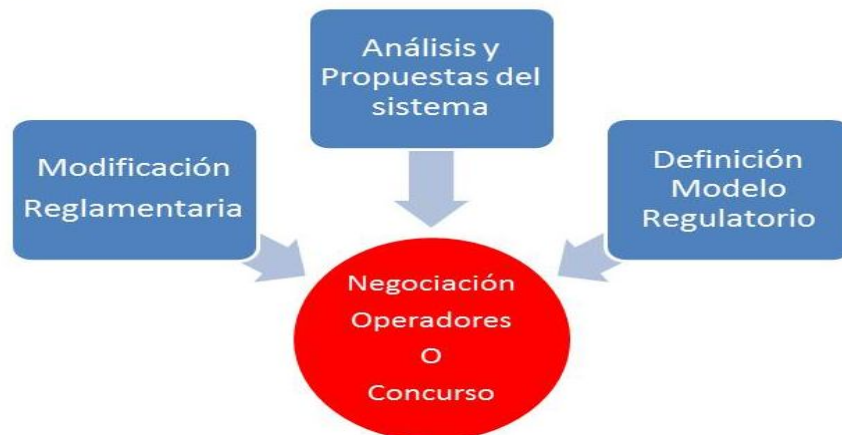 Análisis y
Propuestas del
sistema
Modificación
Reglamentaria
Definición
Modelo
Regulatorio
Negociación
Operadores
O
Concurso